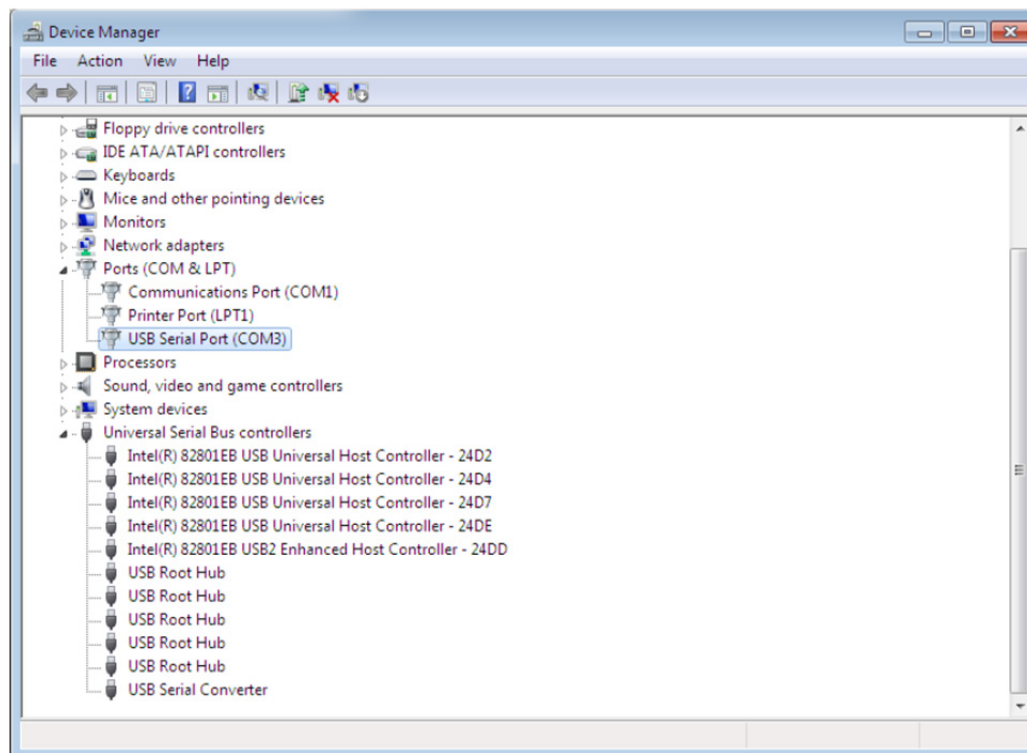 Device Manager
File Action View Help
Floppy drive controllers
IDE ATA/ATAPI controllers
Keyboards
Mice and other pointing devices
Monitors
Network adapters
Ports (COM & LPT)
Communications Port (COM1)
Printer Port (LPT1)
USB Serial Port (COM3)
Processors
Sound, video and game controllers
System devices
Universal Serial Bus controllers
Intel(R) 82801EB USB Universal Host Controller - 24D2
Intel(R) 82801EB USB Universal Host Controller - 24D4
Intel(R) 82801EB USB Universal Host Controller - 24D7
Intel(R) 82801EB USB Universal Host Controller - 24DE
Intel(R) 82801EB USB2 Enhanced Host Controller - 24DD
USB Root Hub
USB Root Hub
USB Root Hub
USB Root Hub
USB Root Hub
USB Serial Converter